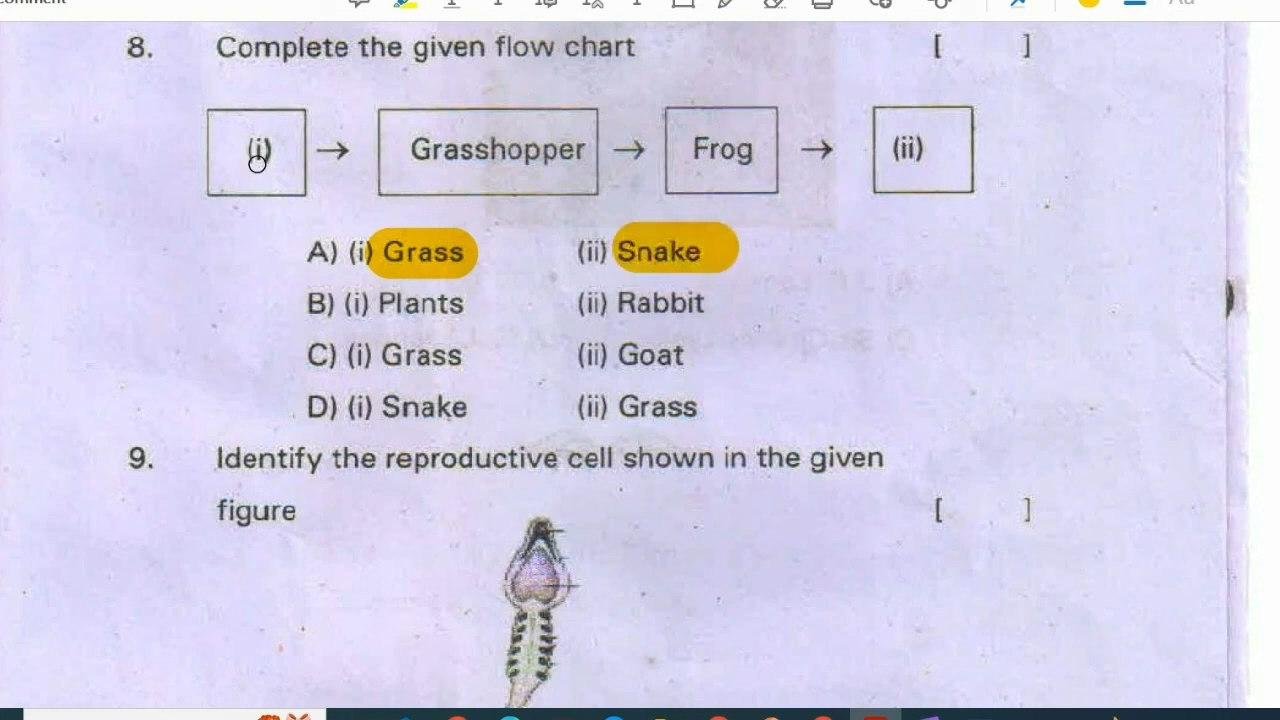 8. Complete the given flow chart [ ]
(i) → Grasshopper → Frog → (ii)
A) (i) Grass (ii) Snake
B) (i) Plants (ii) Rabbit
C) (i) Grass (ii) Goat
D) (i) Snake (ii) Grass
9. Identify the reproductive cell shown in the given
figure [ ]